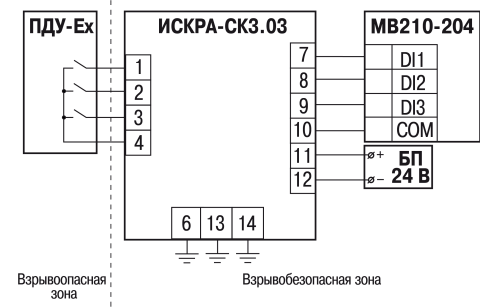 ПДУ-Ex
ИСКРА-СК3.03
МВ210-204
1
2
3
4
7
8
9
10
11
12
DI1
DI2
DI3
COM
+ БП
– 24 В
6 13 14
Взрывоопасная
зона
Взрывобезопасная зона